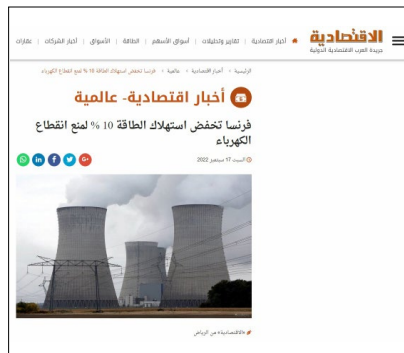 الاقتصادية
جريدة العرب الاقتصادية الدولية
أخبار اقتصادية | تقارير وتحليلات | أسواق الأسهم | الطاقة | الأسواق | أخبار الشركات | عقارات
الرئيسية › أخبار اقتصادية › عالمية › فرنسا تخفض استهلاك الطاقة 10 % لمنع انقطاع الكهرباء
أخبار اقتصادية- عالمية
فرنسا تخفض استهلاك الطاقة 10 % لمنع انقطاع
الكهرباء
السبت 17 سبتمبر 2022
«الاقتصادية» من الرياض